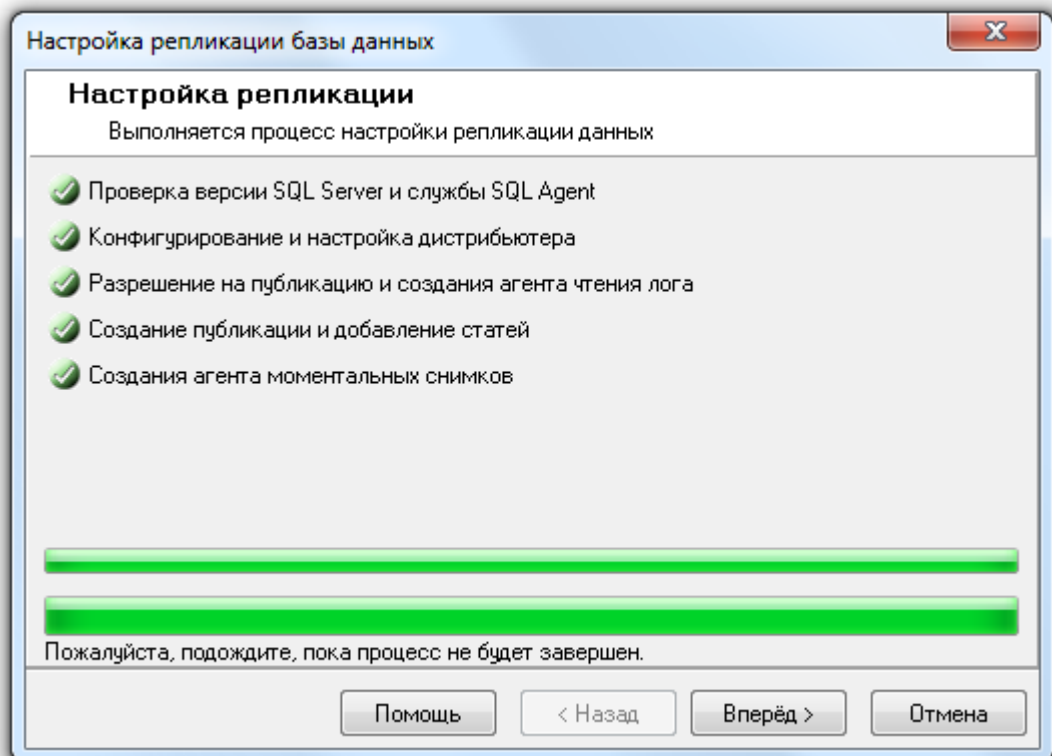 Настройка репликации базы данных
Настройка репликации
Выполняется процесс настройки репликации данных
Проверка версии SQL Server и службы SQL Agent
Конфигурирование и настройка дистрибьютера
Разрешение на публикацию и создания агента чтения лога
Создание публикации и добавление статей
Создания агента моментальных снимков
Пожалуйста, подождите, пока процесс не будет завершен.
Помощь
< Назад
Вперёд >
Отмена